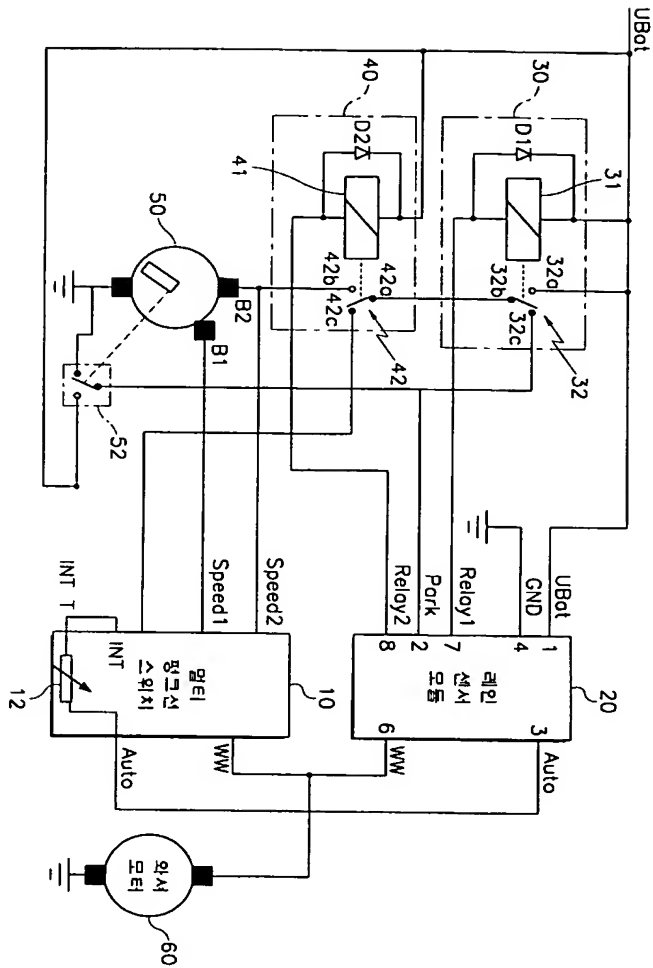 UBat
40
30
D2
D1
41
31
50
42b
42a
32b
32a
42c
32c
B2
42
32
B1
52
Relay2
Park
Relay1
GND
UBat
8
2
7
4
1
레인
센서
모듈
20
6
3
WW
Auto
INT T
INT
Speed1
Speed2
멀티
펑크션
스위치
12
10
Auto
WW
와셔
모터
60